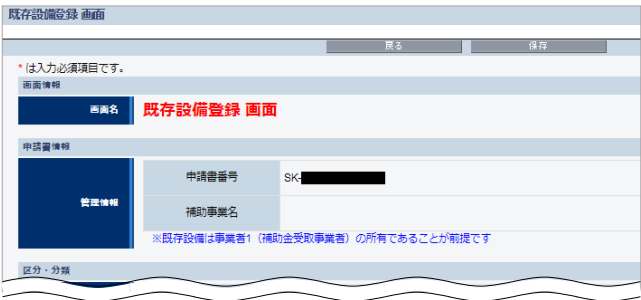 既存設備登録 画面
戻る 保存
* は入力必須項目です。
画面情報
画面名 既存設備登録 画面
申請書情報
管理情報
申請書番号 SK-
補助事業名
※既存設備は事業者1（補助金受取事業者）の所有であることが前提です
区分・分類